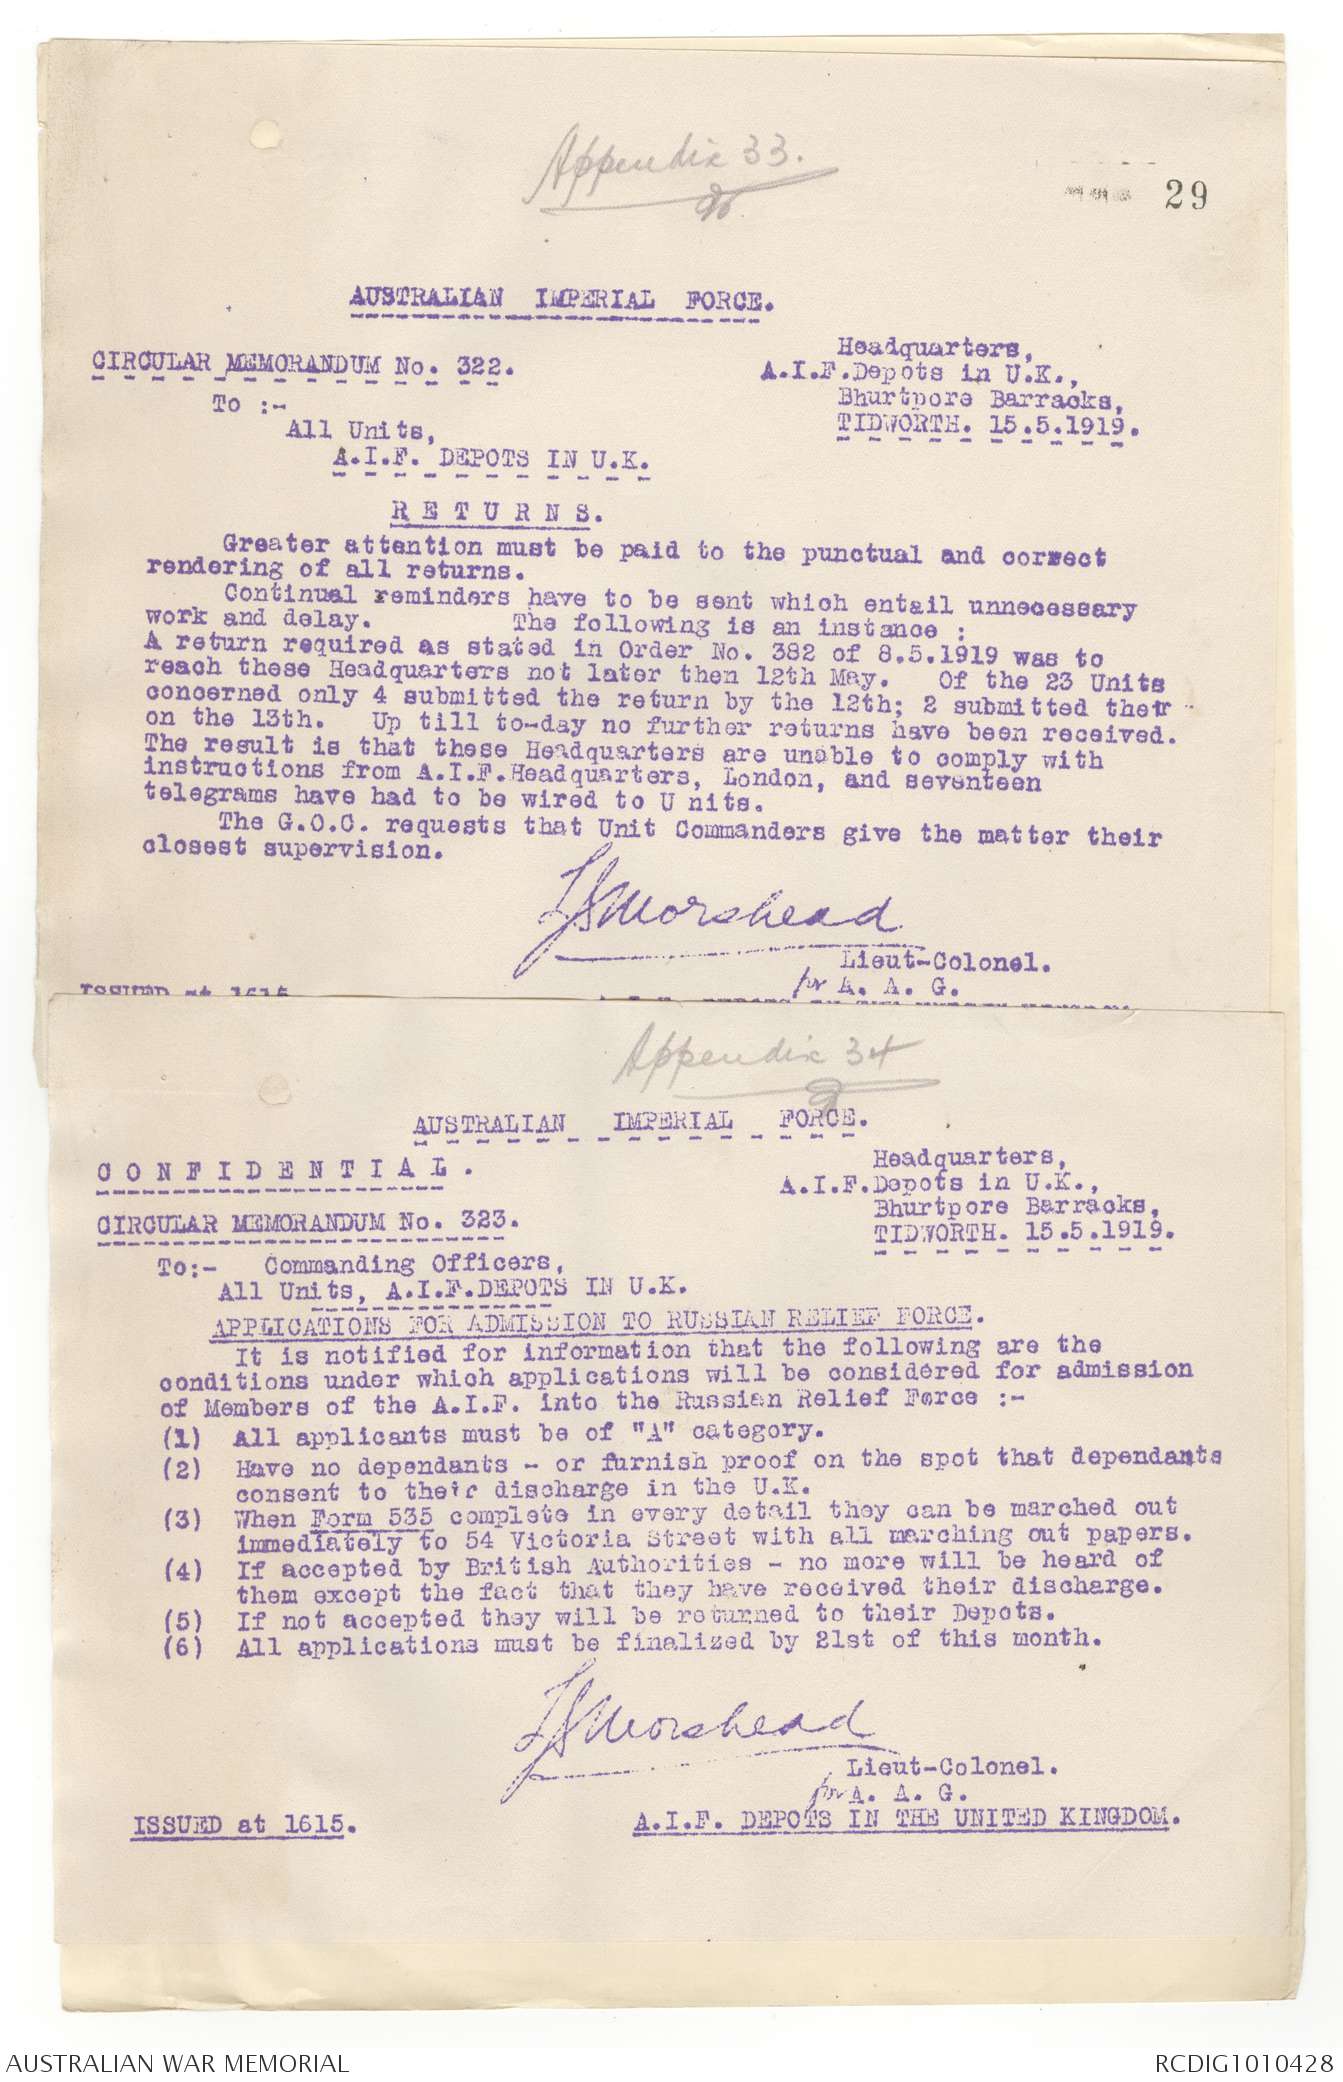 Appendix 33.
29
AUSTRALIAN IMPERIAL FORCE.
Headquarters,
CIRCULAR MEMORANDUM No. 322.
A.I.F.Depots in U.K.,
Bhurtpore Barracks,
To :-
TIDWORTH. 15.5.1919.
All Units,
A.I.F. DEPOTS IN U.K.
RETURNS.
Greater attention must be paid to the punctual and correct
rendering of all returns.
Continual reminders have to be sent which entail unnecessary
work and delay. The following is an instance :
A return required as stated in Order No. 382 of 8.5.1919 was to
reach these Headquarters not later then 12th May. Of the 23 Units
concerned only 4 submitted the return by the 12th; 2 submitted their
on the 13th. Up till to-day no further returns have been received.
The result is that these Headquarters are unable to comply with
instructions from A.I.F.Headquarters, London, and seventeen
telegrams have had to be wired to U nits.
The G.O.C. requests that Unit Commanders give the matter their
closest supervision.
LJMorshead
Lieut-Colonel.
for A. A. G.
ISSUED at 1615
Appendix 34
AUSTRALIAN IMPERIAL FORCE.
CONFIDENTIAL.
Headquarters,
A.I.F.Depots in U.K.,
Bhurtpore Barracks,
CIRCULAR MEMORANDUM No. 323.
TIDWORTH. 15.5.1919.
To:- Commanding Officers,
All Units, A.I.F.DEPOTS IN U.K.
APPLICATIONS FOR ADMISSION TO RUSSIAN RELIEF FORCE.
It is notified for information that the following are the
conditions under which applications will be considered for admission
of Members of the A.I.F. into the Russian Relief Force :-
(1) All applicants must be of "A" category.
(2) Have no dependants - or furnish proof on the spot that dependants
consent to their discharge in the U.K.
(3) When Form 535 complete in every detail they can be marched out
immediately to 54 Victoria Street with all marching out papers.
(4) If accepted by British Authorities - no more will be heard of
them except the fact that they have received their discharge.
(5) If not accepted they will be returned to their Depots.
(6) All applications must be finalized by 21st of this month.
LJMorshead
Lieut-Colonel.
for A. A. G.
ISSUED at 1615.
A.I.F. DEPOTS IN THE UNITED KINGDOM.
AUSTRALIAN WAR MEMORIAL
RCDIG1010428